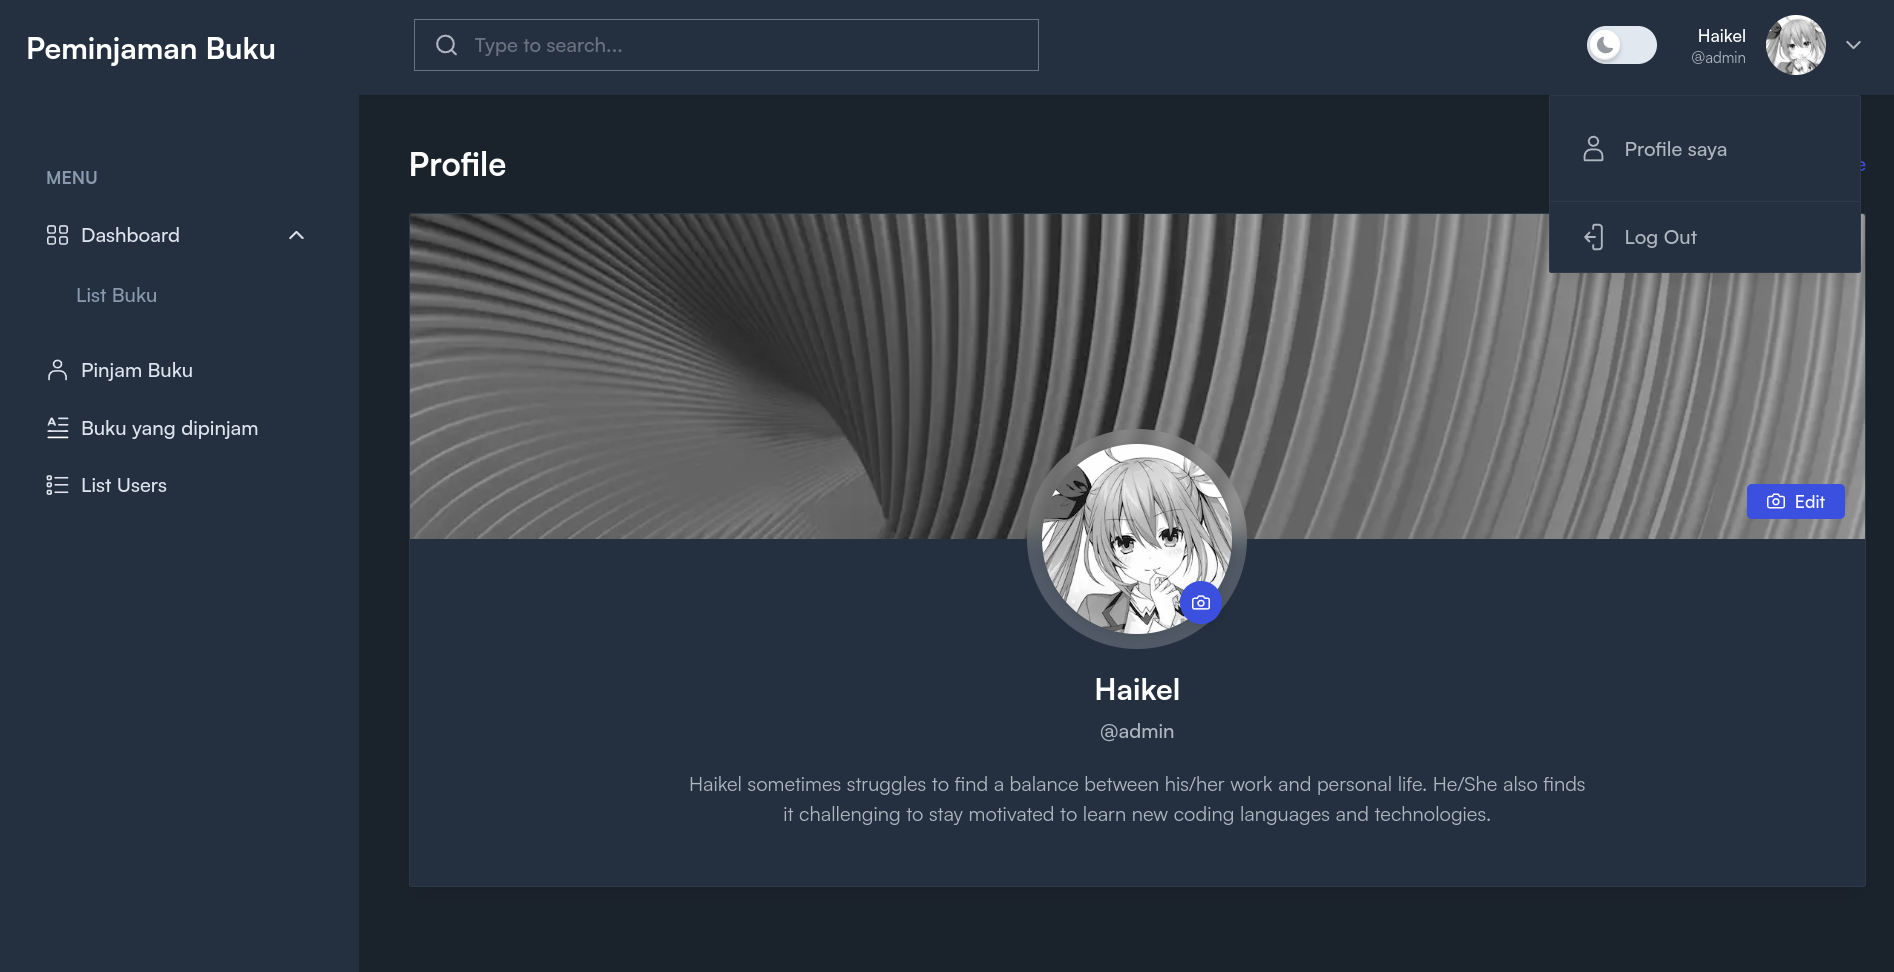 Peminjaman Buku
Type to search...
Haikel
@admin
Profile saya
Log Out
MENU
Dashboard
List Buku
Pinjam Buku
Buku yang dipinjam
List Users
Profile
Edit
Haikel
@admin
Haikel sometimes struggles to find a balance between his/her work and personal life. He/She also finds
it challenging to stay motivated to learn new coding languages and technologies.